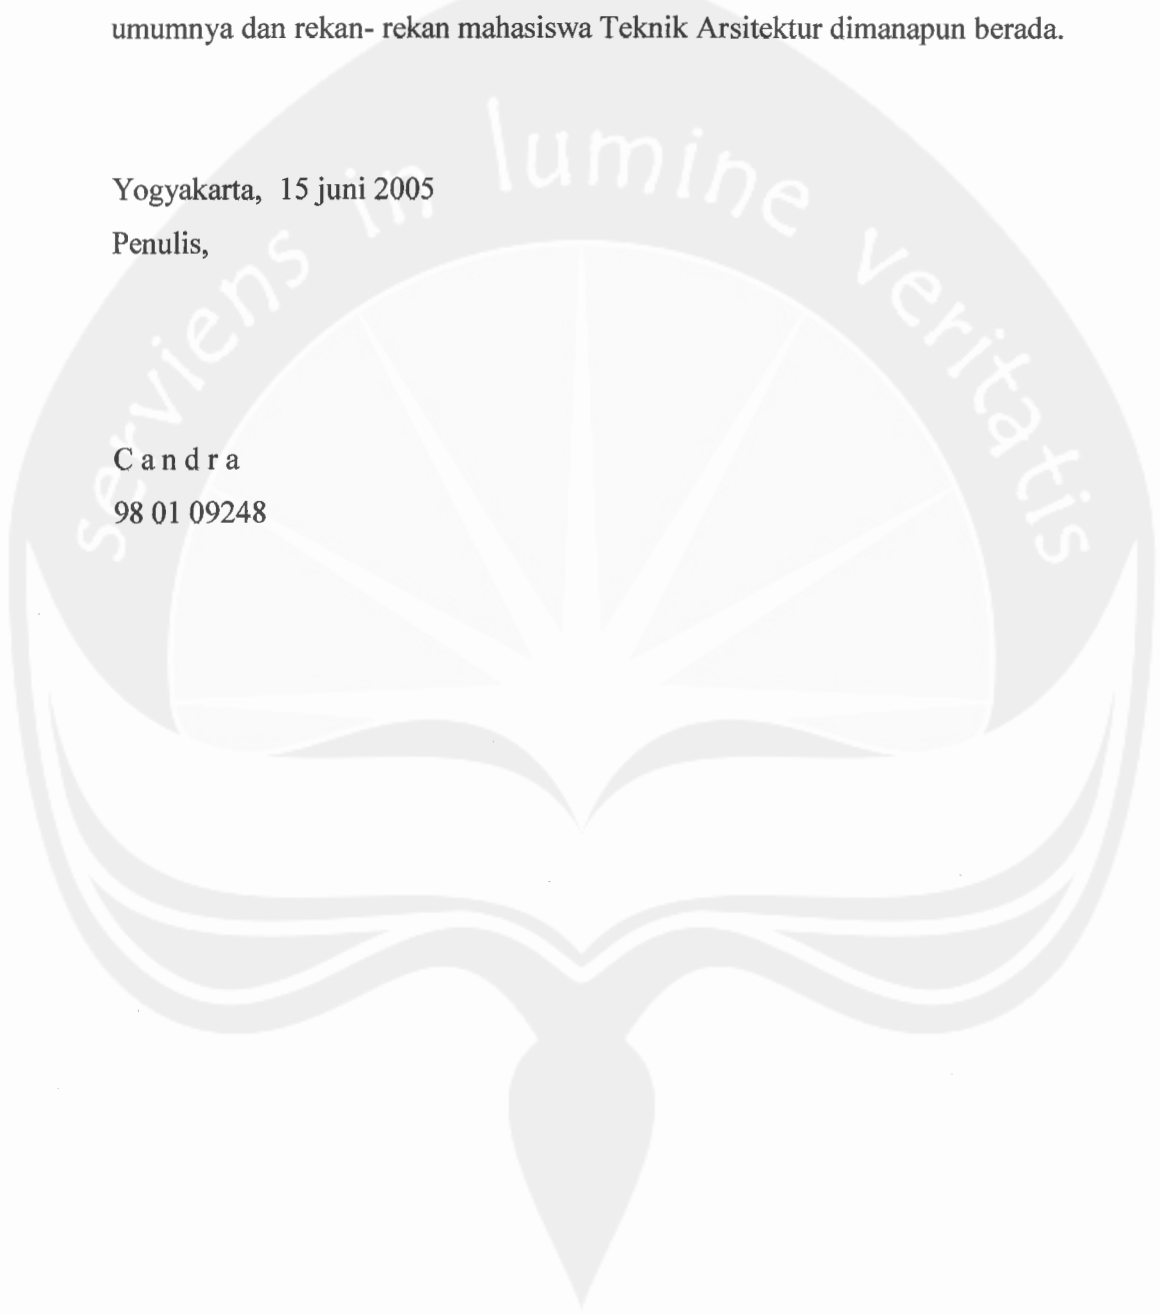 umumnya dan rekan- rekan mahasiswa Teknik Arsitektur dimanapun berada.
serviens in lumine veritatis
Yogyakarta, 15 juni 2005
Penulis,
C a n d r a
98 01 09248